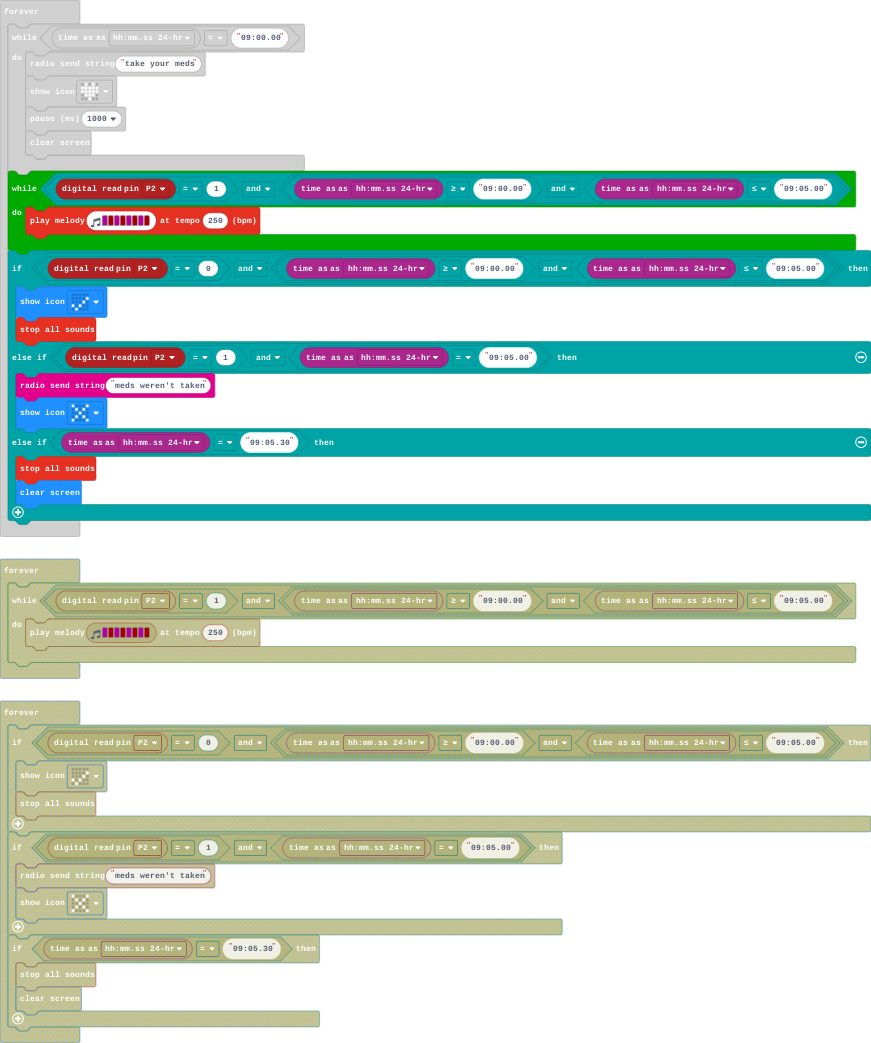 forever
while time as as hh:mm.ss 24-hr = "09:00.00"
do radio send string "take your meds"
show icon
pause (ms) 1000
clear screen
while digital read pin P2 = 1 and time as as hh:mm.ss 24-hr ≥ "09:00.00" and time as as hh:mm.ss 24-hr ≤ "09:05.00"
do play melody at tempo 250 (bpm)
if digital read pin P2 = 0 and time as as hh:mm.ss 24-hr ≥ "09:00.00" and time as as hh:mm.ss 24-hr ≤ "09:05.00" then
show icon
stop all sounds
else if digital read pin P2 = 1 and time as as hh:mm.ss 24-hr = "09:05.00" then
radio send string "meds weren't taken"
show icon
else if time as as hh:mm.ss 24-hr = "09:05.30" then
stop all sounds
clear screen
forever
while digital read pin P2 = 1 and time as as hh:mm.ss 24-hr ≥ "09:00.00" and time as as hh:mm.ss 24-hr ≤ "09:05.00"
do play melody at tempo 250 (bpm)
forever
if digital read pin P2 = 0 and time as as hh:mm.ss 24-hr ≥ "09:00.00" and time as as hh:mm.ss 24-hr ≤ "09:05.00" then
show icon
stop all sounds
if digital read pin P2 = 1 and time as as hh:mm.ss 24-hr = "09:05.00" then
radio send string "meds weren't taken"
show icon
if time as as hh:mm.ss 24-hr = "09:05.30" then
stop all sounds
clear screen